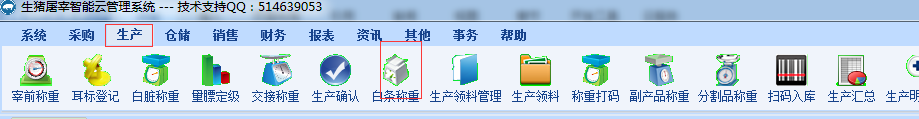 生猪屠宰智能云管理系统 --- 技术支持QQ：514639053
系统 采购 生产 仓储 销售 财务 报表 资讯 其他 事务 帮助
宰前称重 耳标登记 白脏称重 量膘定级 交接称重 生产确认 白条称重 生产领料管理 生产领料 称重打码 副产品称重 分割品称重 扫码入库 生产汇总 生产明